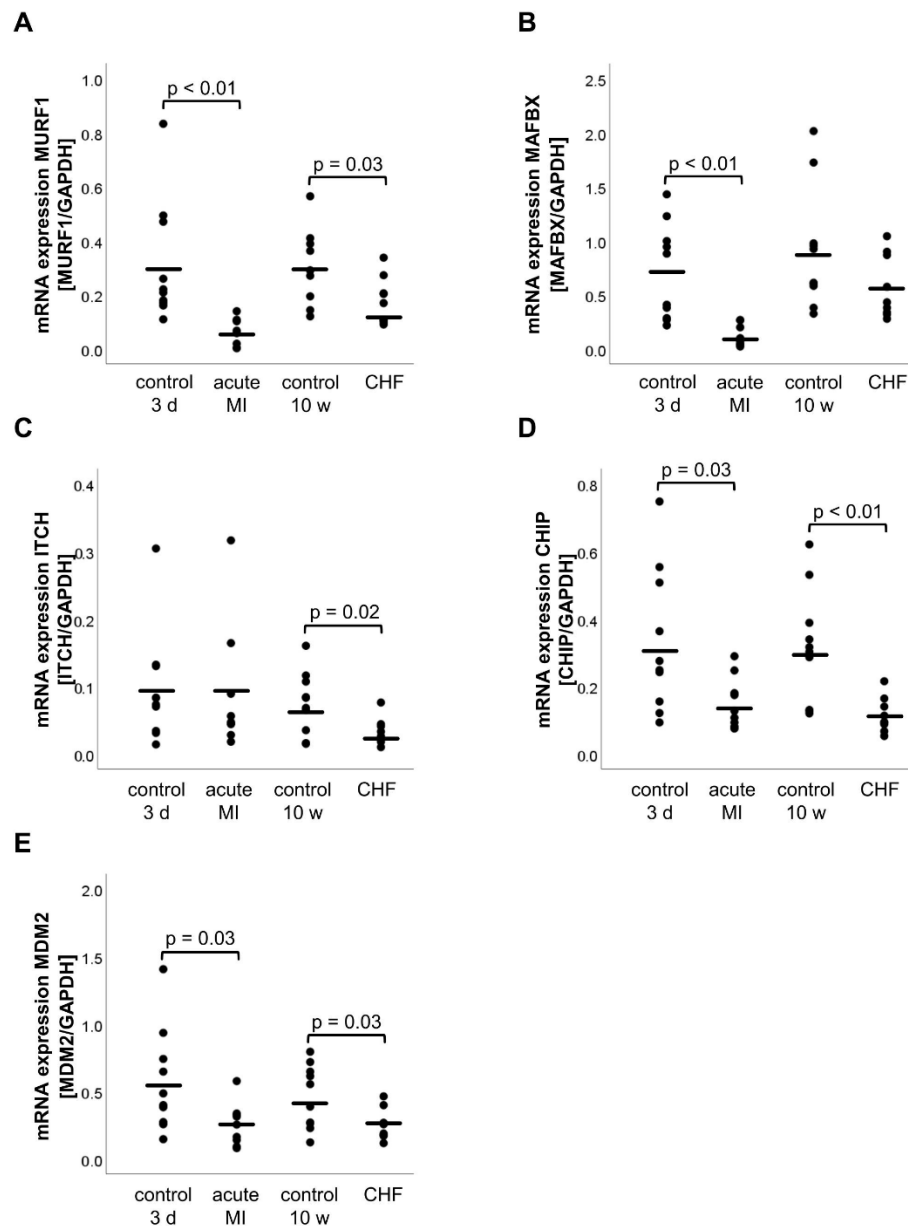 A
mRNA expression MURF1
[MURF1/GAPDH]
1.0
0.8
0.6
0.4
0.2
0.0
p < 0.01
p = 0.03
control
3 d
acute
MI
control
10 w
CHF
B
mRNA expression MAFBX
[MAFBX/GAPDH]
2.5
2.0
1.5
1.0
0.5
0.0
p < 0.01
control
3 d
acute
MI
control
10 w
CHF
C
mRNA expression ITCH
[ITCH/GAPDH]
0.4
0.3
0.2
0.1
0.0
p = 0.02
control
3 d
acute
MI
control
10 w
CHF
D
mRNA expression CHIP
[CHIP/GAPDH]
0.8
0.6
0.4
0.2
0.0
p = 0.03
p < 0.01
control
3 d
acute
MI
control
10 w
CHF
E
mRNA expression MDM2
[MDM2/GAPDH]
2.0
1.5
1.0
0.5
0.0
p = 0.03
p = 0.03
control
3 d
acute
MI
control
10 w
CHF